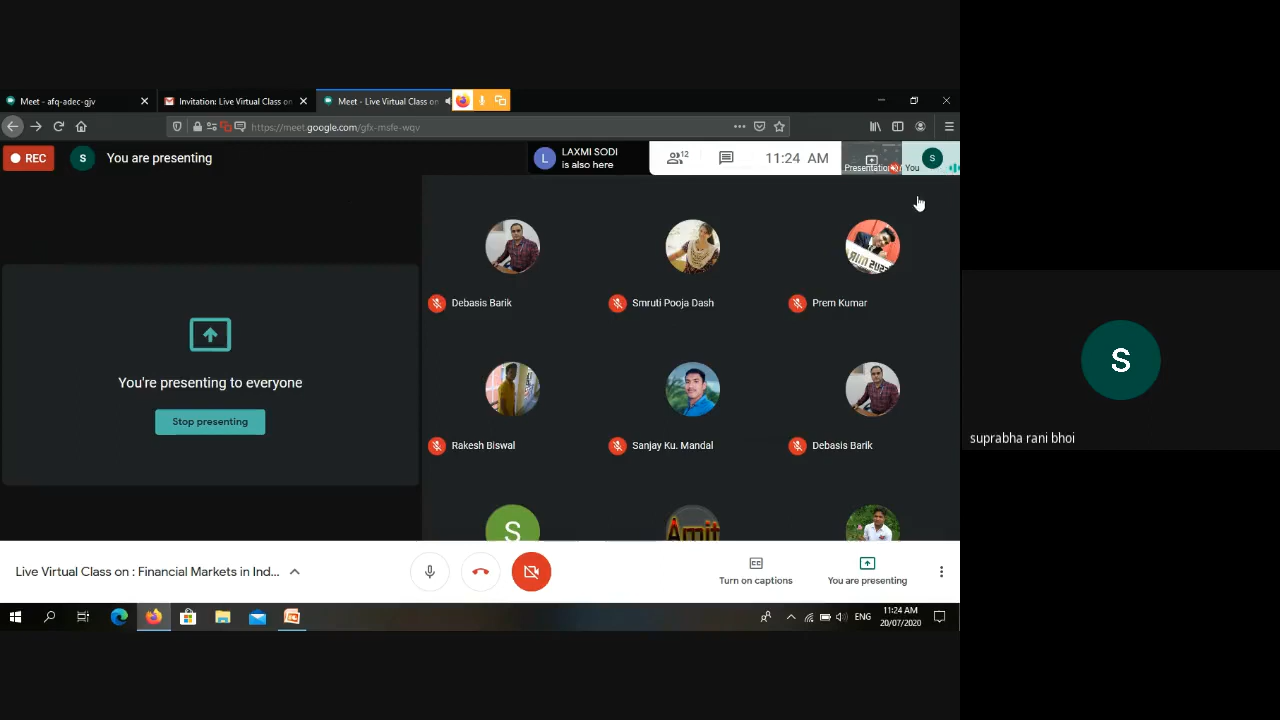 Meet - afq-adec-gjv
Invitation: Live Virtual Class on
Meet - Live Virtual Class on
https://meet.google.com/gfx-msfe-wqv
REC
S
You are presenting
L
LAXMI SODI
is also here
12
11:24 AM
Presentation
You
S
Debasis Barik
Smruti Pooja Dash
Prem Kumar
You're presenting to everyone
Stop presenting
Rakesh Biswal
Sanjay Ku. Mandal
Debasis Barik
S
suprabha rani bhoi
S
Amit
Live Virtual Class on : Financial Markets in Ind...
Turn on captions
You are presenting
ENG
11:24 AM
20/07/2020